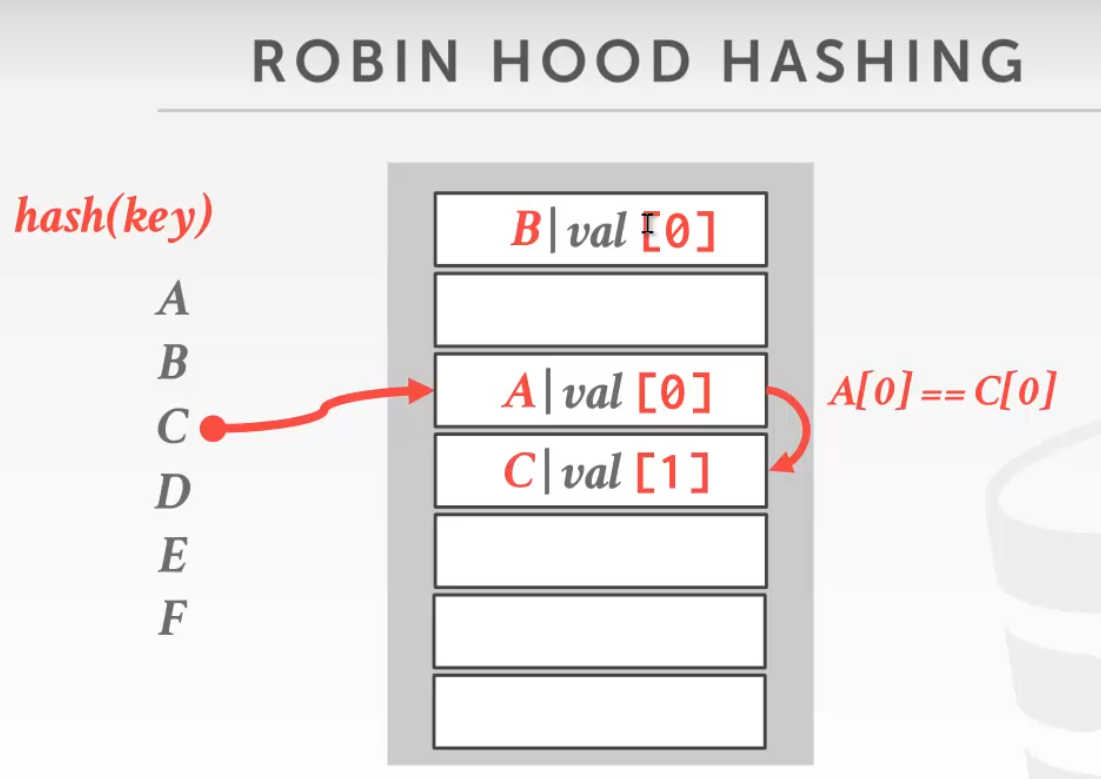 ROBIN HOOD HASHING
hash(key)
A
B
C
D
E
F
B|val [0]
A|val [0]
C|val [1]
A[0] == C[0]